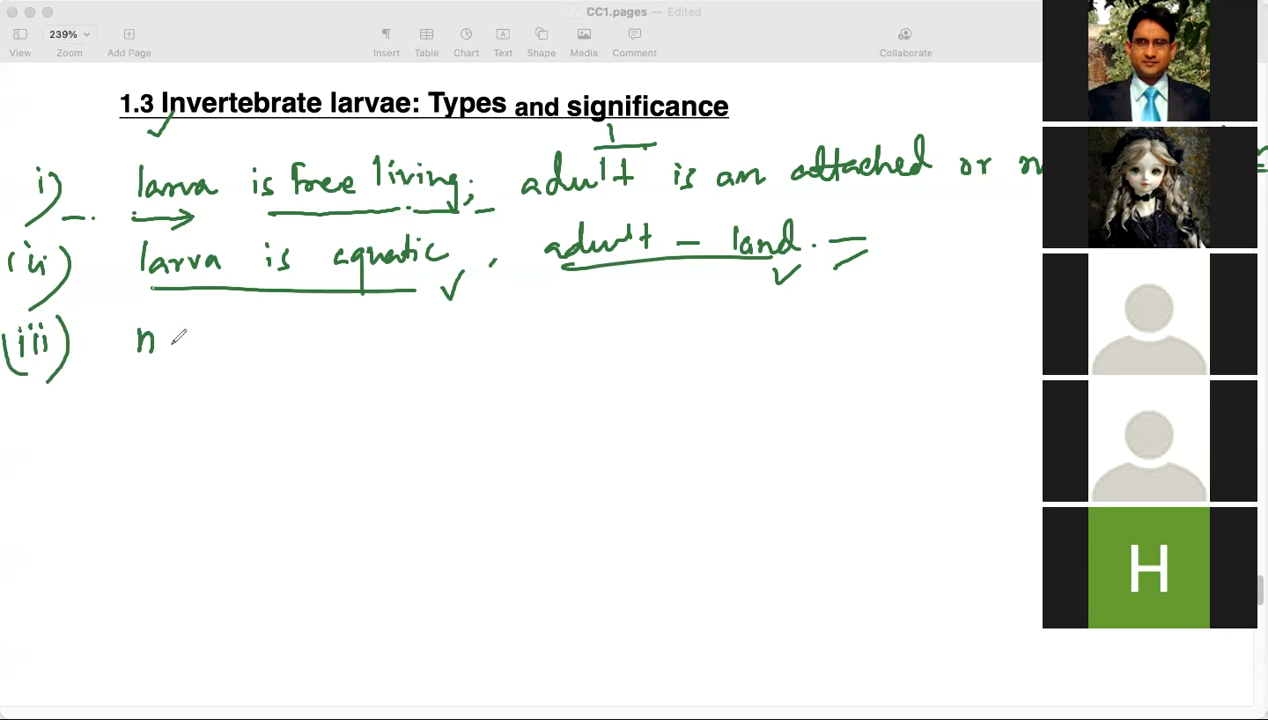 CC1.pages — Edited
239%
View Zoom Add Page Insert Table Chart Text Shape Media Comment Collaborate
1.3 Invertebrate larvae: Types and significance
i) larva is free living; adult is an attached or
(ii) larva is aquatic, adult - land.
(iii) n
H